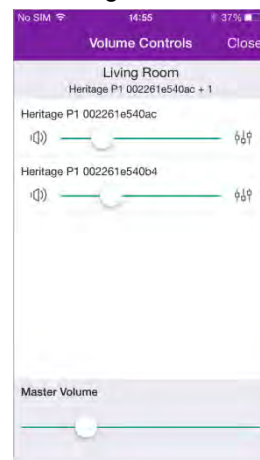 No SIM 14:55 37%
Volume Controls Close
Living Room
Heritage P1 002261e540ac + 1
Heritage P1 002261e540ac
Heritage P1 002261e540b4
Master Volume